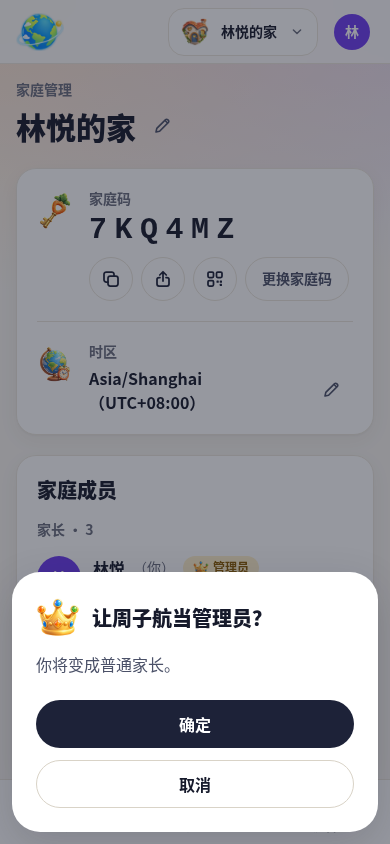 林悦的家
林
家庭管理
林悦的家
家庭码
7KQ4MZ
更换家庭码
时区
Asia/Shanghai
（UTC+08:00）
家庭成员
家长 · 3
林悦 （你） 管理员
让周子航当管理员？
你将变成普通家长。
确定
取消